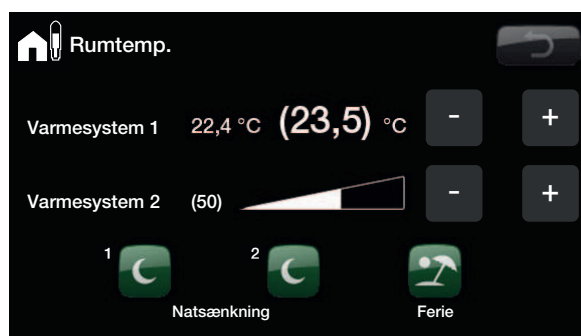 Rumtemp.
Varmesystem 1 22,4 °C (23,5) °C - +
Varmesystem 2 (50) - +
1 2
Natsænkning Ferie